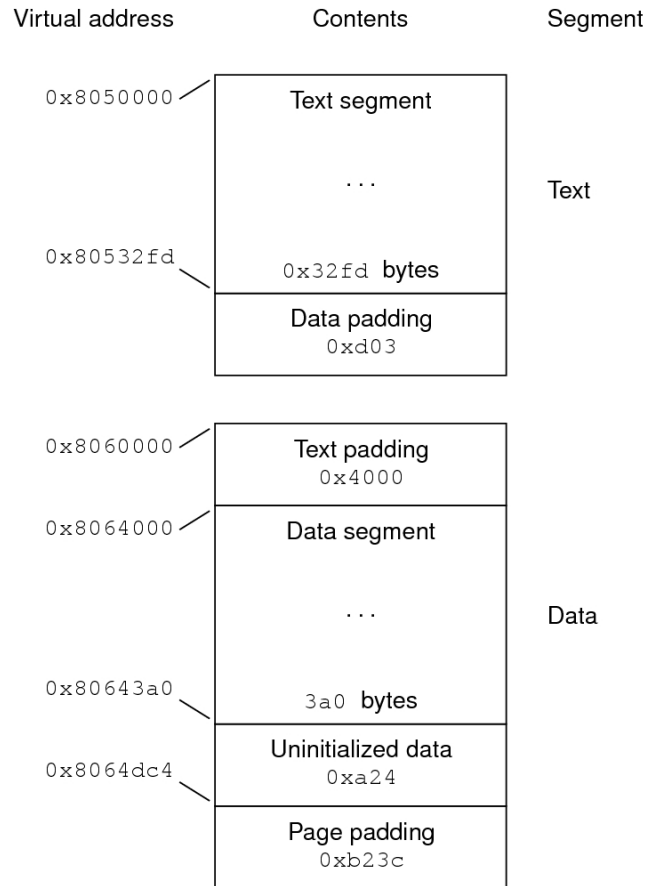 Virtual address Contents Segment
0x8050000
Text segment
...
Text
0x80532fd
0x32fd bytes
Data padding
0xd03
0x8060000
Text padding
0x4000
0x8064000
Data segment
...
Data
0x80643a0
3a0 bytes
Uninitialized data
0x8064dc4
0xa24
Page padding
0xb23c